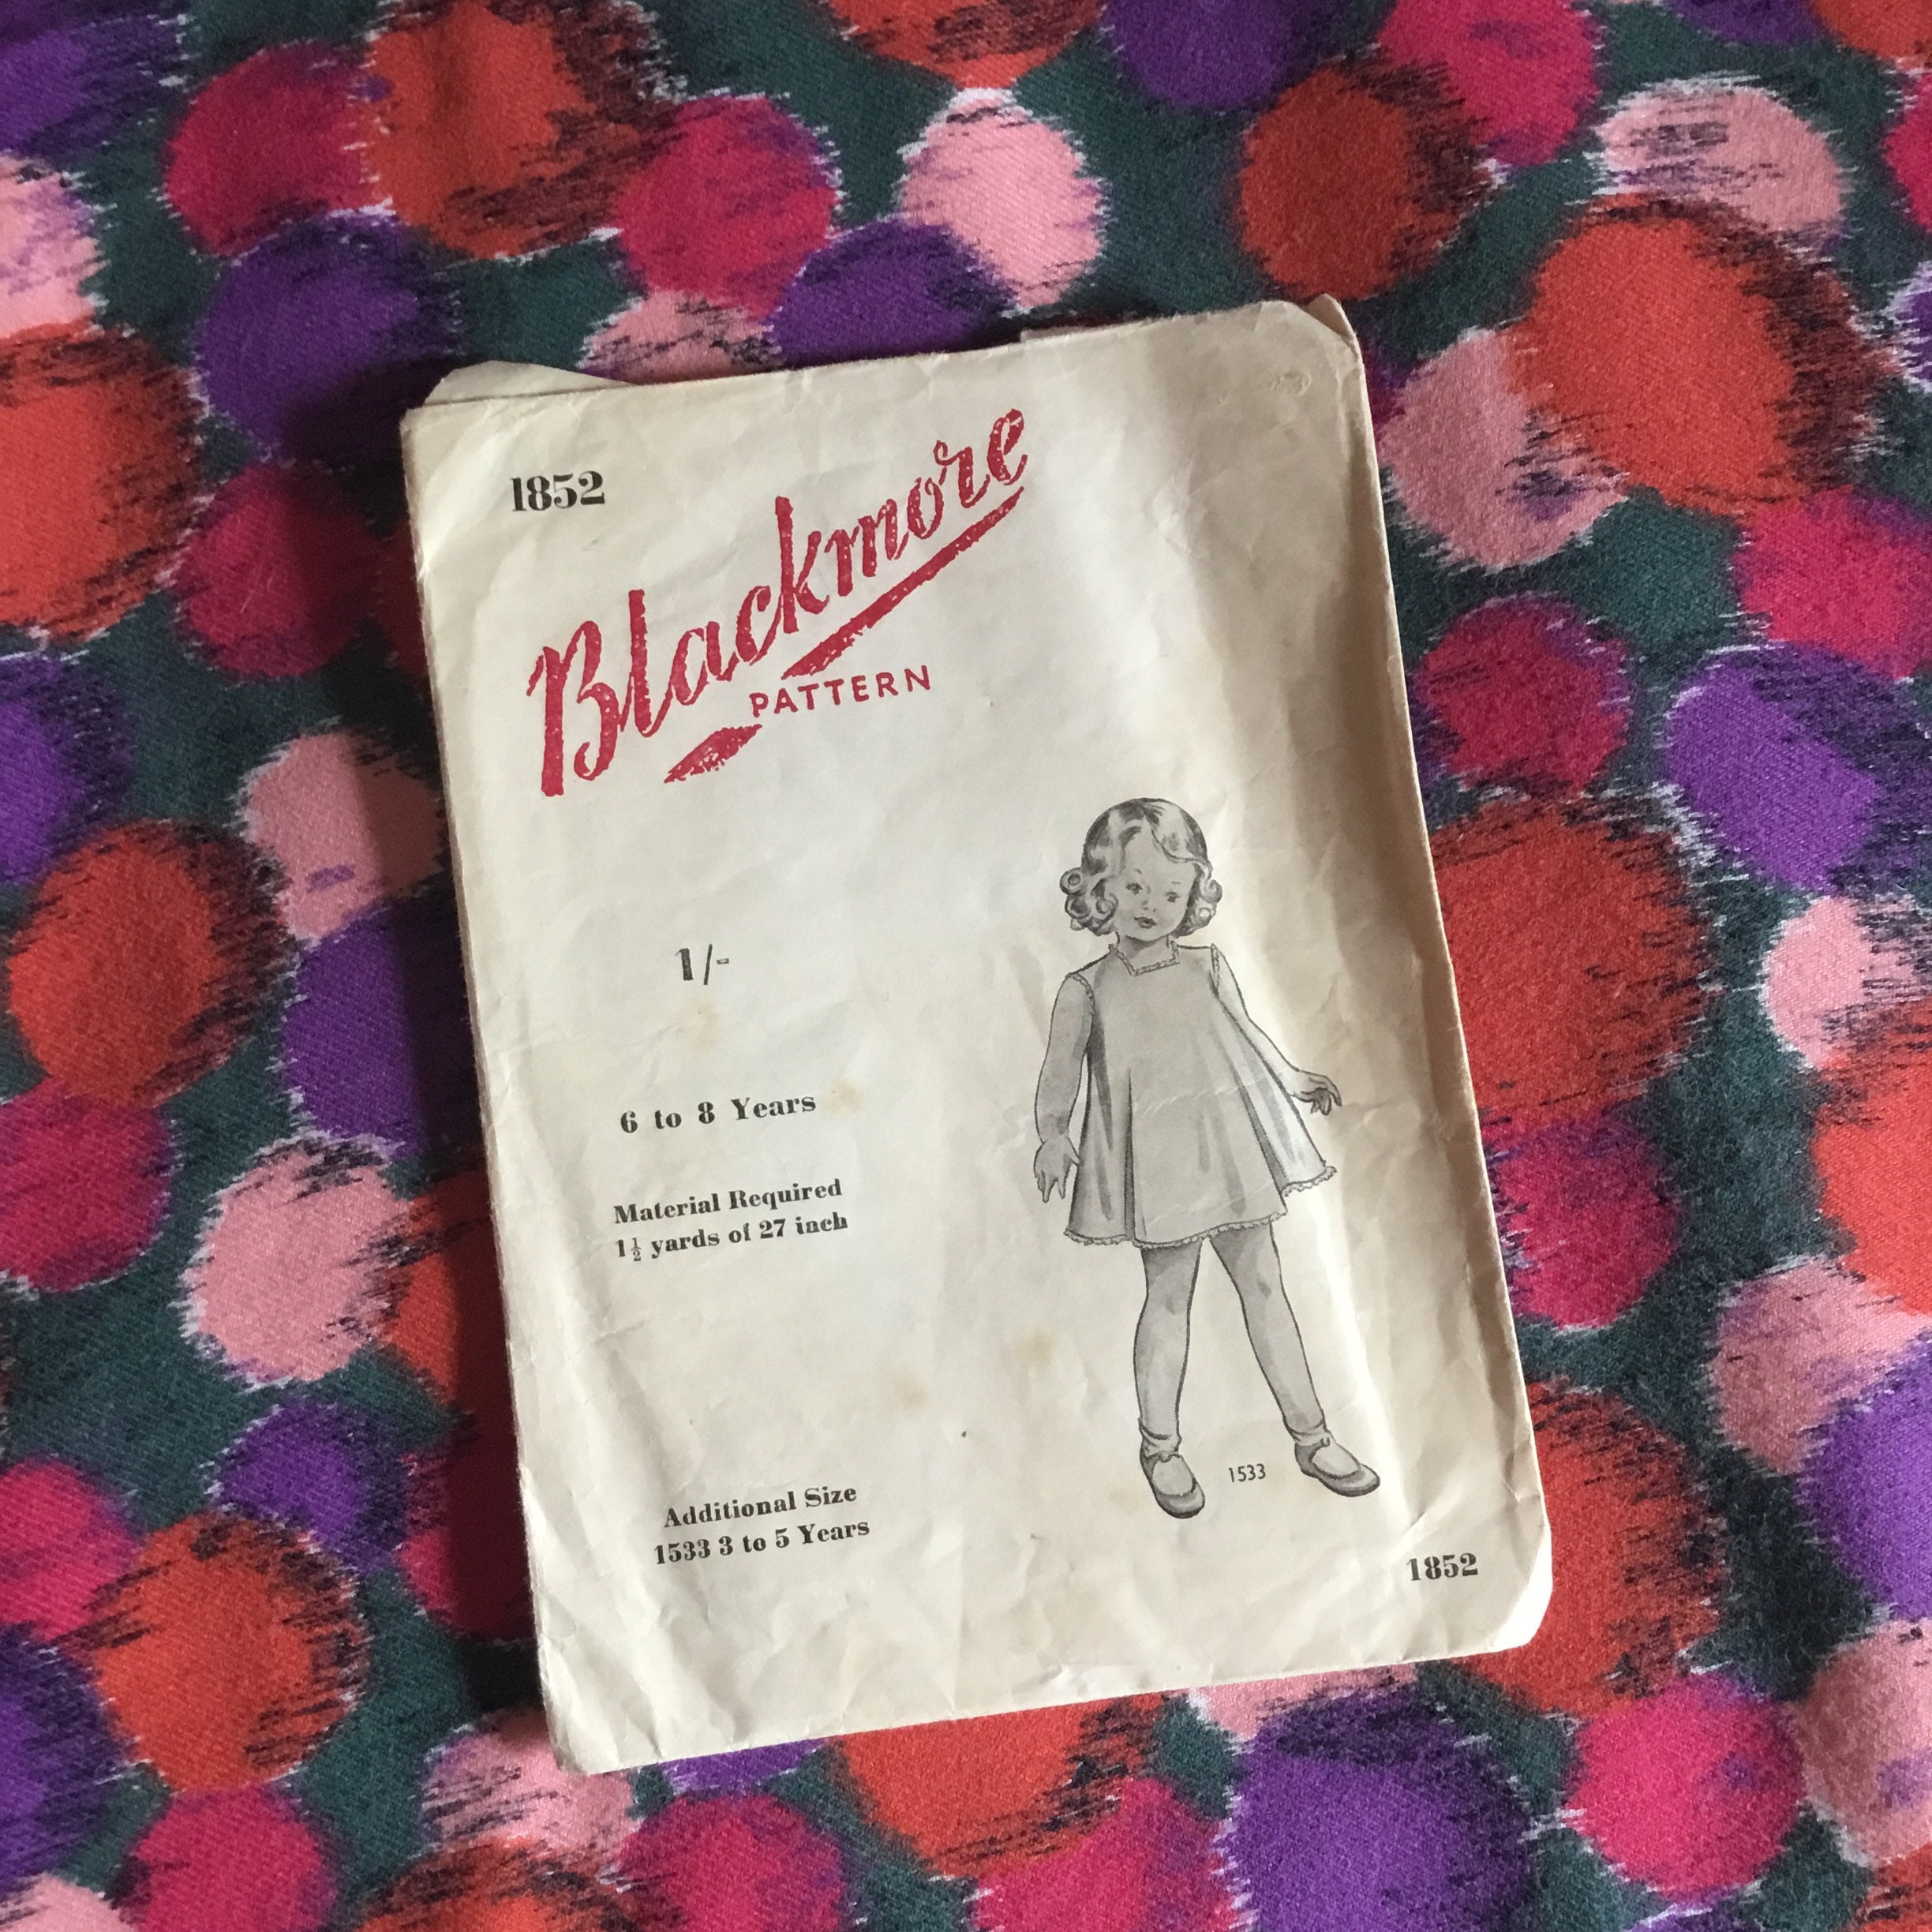 1852
Blackmore
PATTERN
1/-
6 to 8 Years
Material Required
1½ yards of 27 inch
Additional Size
1533 3 to 5 Years
1533
1852